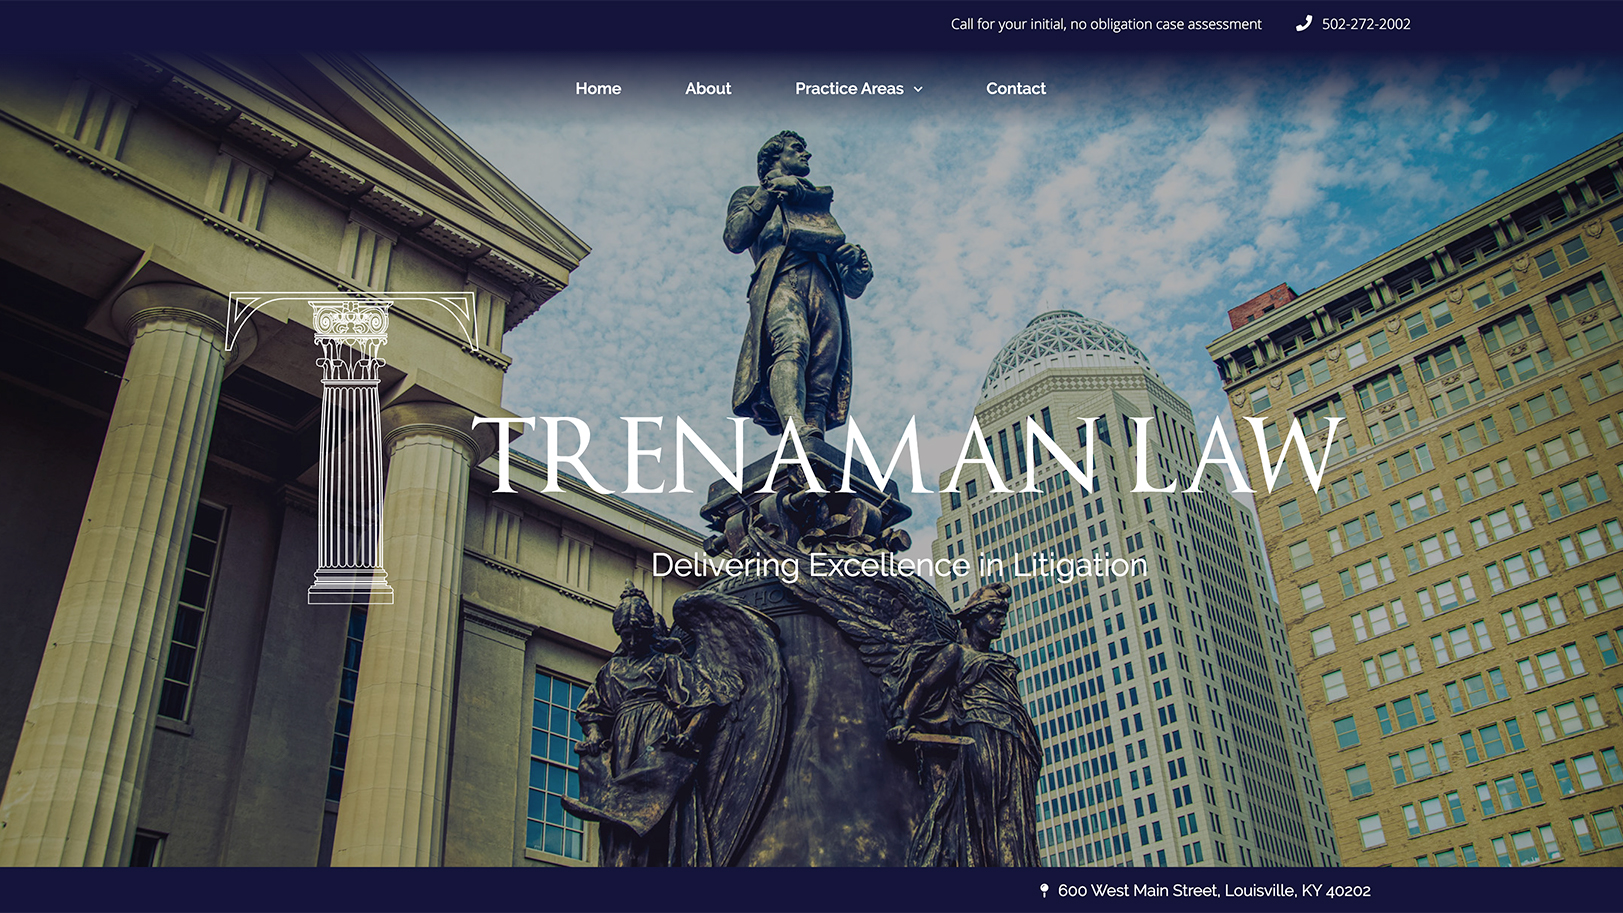 Call for your initial, no obligation case assessment 502-272-2002
Home About Practice Areas Contact
TRENAMAN LAW
Delivering Excellence in Litigation
600 West Main Street, Louisville, KY 40202